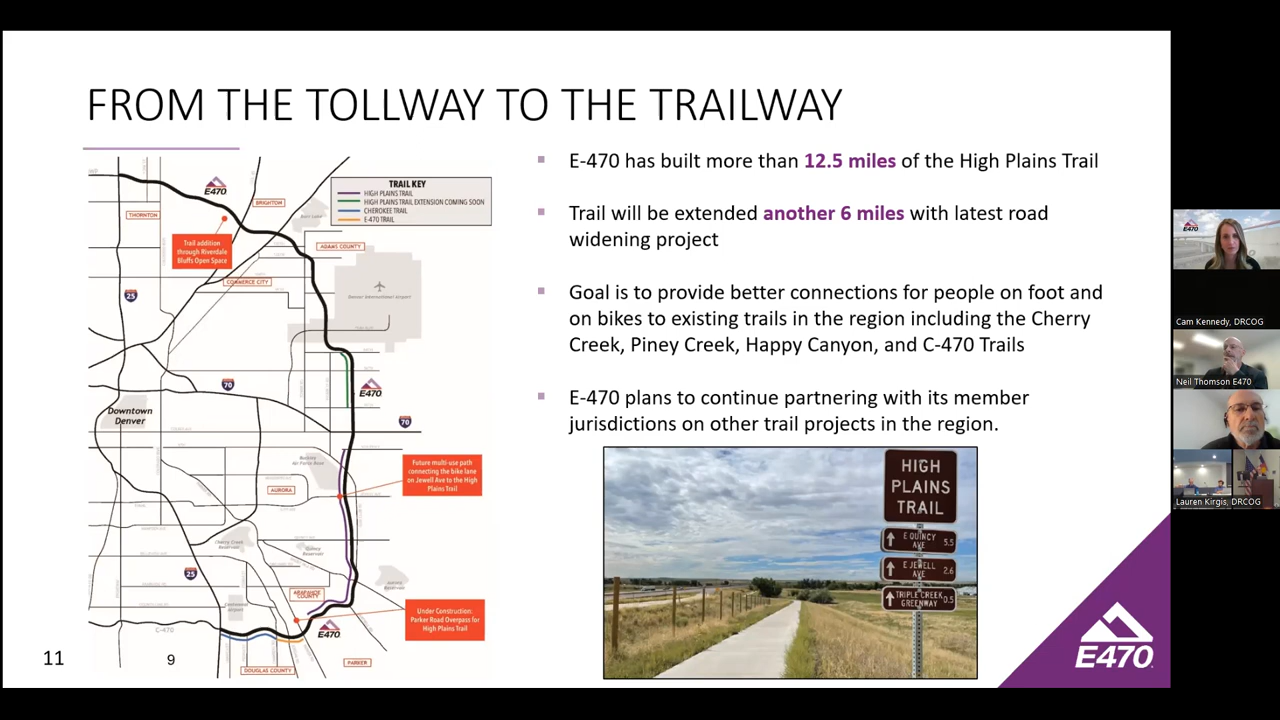 FROM THE TOLLWAY TO THE TRAILWAY
E-470 has built more than 12.5 miles of the High Plains Trail
Trail will be extended another 6 miles with latest road
widening project
Goal is to provide better connections for people on foot and
on bikes to existing trails in the region including the Cherry
Creek, Piney Creek, Happy Canyon, and C-470 Trails
E-470 plans to continue partnering with its member
jurisdictions on other trail projects in the region.
TRAIL KEY
HIGH PLAINS TRAIL
HIGH PLAINS TRAIL EXTENSION COMING SOON
CHEROKEE TRAIL
E-470 TRAIL
E470
BRIGHTON
THORNTON
Trail addition
through Riverdale
Bluffs Open Space
ADAMS COUNTY
COMMERCE CITY
Denver International Airport
25
70
E470
70
Downtown
Denver
Future multi-use path
connecting the bike lane
on Jewell Ave to the High
Plains Trail
AURORA
Cherry Creek
Reservoir
Quincy
Reservoir
25
Aurora
Reservoir
ARAPAHOE
COUNTY
Under Construction:
Parker Road Overpass for
High Plains Trail
C-470
E470
PARKER
DOUGLAS COUNTY
11
9
HIGH
PLAINS
TRAIL
E QUINCY
AVE 5.5
E JEWELL
AVE 2.6
TRIPLE CREEK
GREENWAY 0.5
E470
E470
Cam Kennedy, DRCOG
Neil Thomson E470
Lauren Kirgis, DRCOG